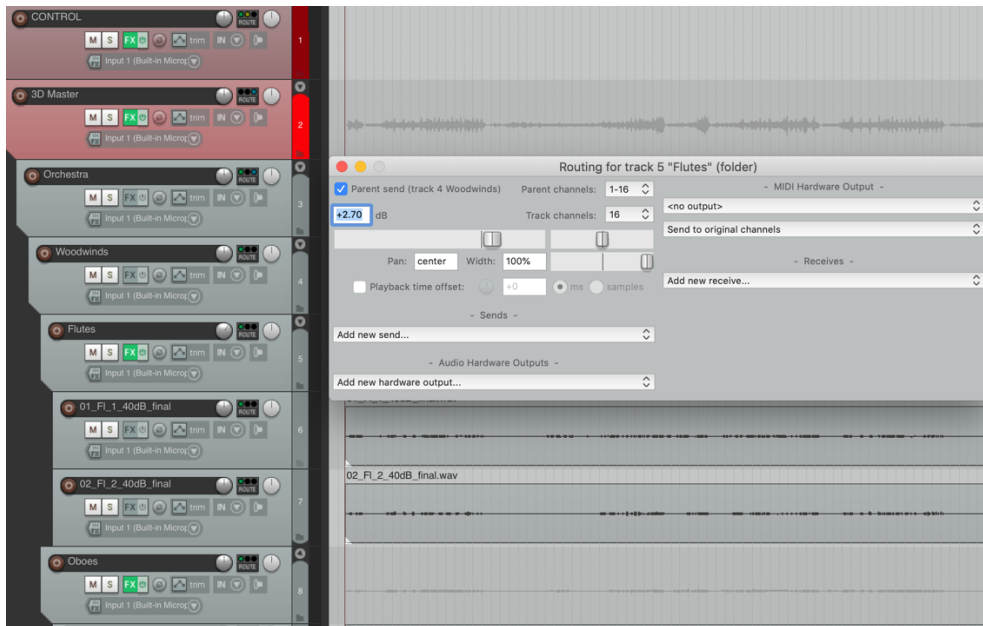 CONTROL
ROUTE
M S FX trim IN
1
Input 1 (Built-in Microp
3D Master
ROUTE
M S FX trim IN
2
Input 1 (Built-in Microp
Orchestra
ROUTE
M S FX trim IN
3
Input 1 (Built-in Microp
Woodwinds
ROUTE
M S FX trim IN
4
Input 1 (Built-in Microp
Flutes
ROUTE
M S FX trim IN
5
Input 1 (Built-in Microp
01_Fl_1_40dB_final
ROUTE
M S FX trim IN
6
Input 1 (Built-in Microp
02_Fl_2_40dB_final
ROUTE
M S FX trim IN
7
Input 1 (Built-in Microp
Oboes
ROUTE
M S FX trim IN
8
Input 1 (Built-in Microp
Routing for track 5 "Flutes" (folder)
Parent send (track 4 Woodwinds) Parent channels: 1-16
+2.70 dB Track channels: 16
Pan: center Width: 100%
Playback time offset: +0 ms samples
- Sends -
Add new send...
- Audio Hardware Outputs -
Add new hardware output...
- MIDI Hardware Output -
<no output>
Send to original channels
- Receives -
Add new receive...
02_Fl_2_40dB_final.wav